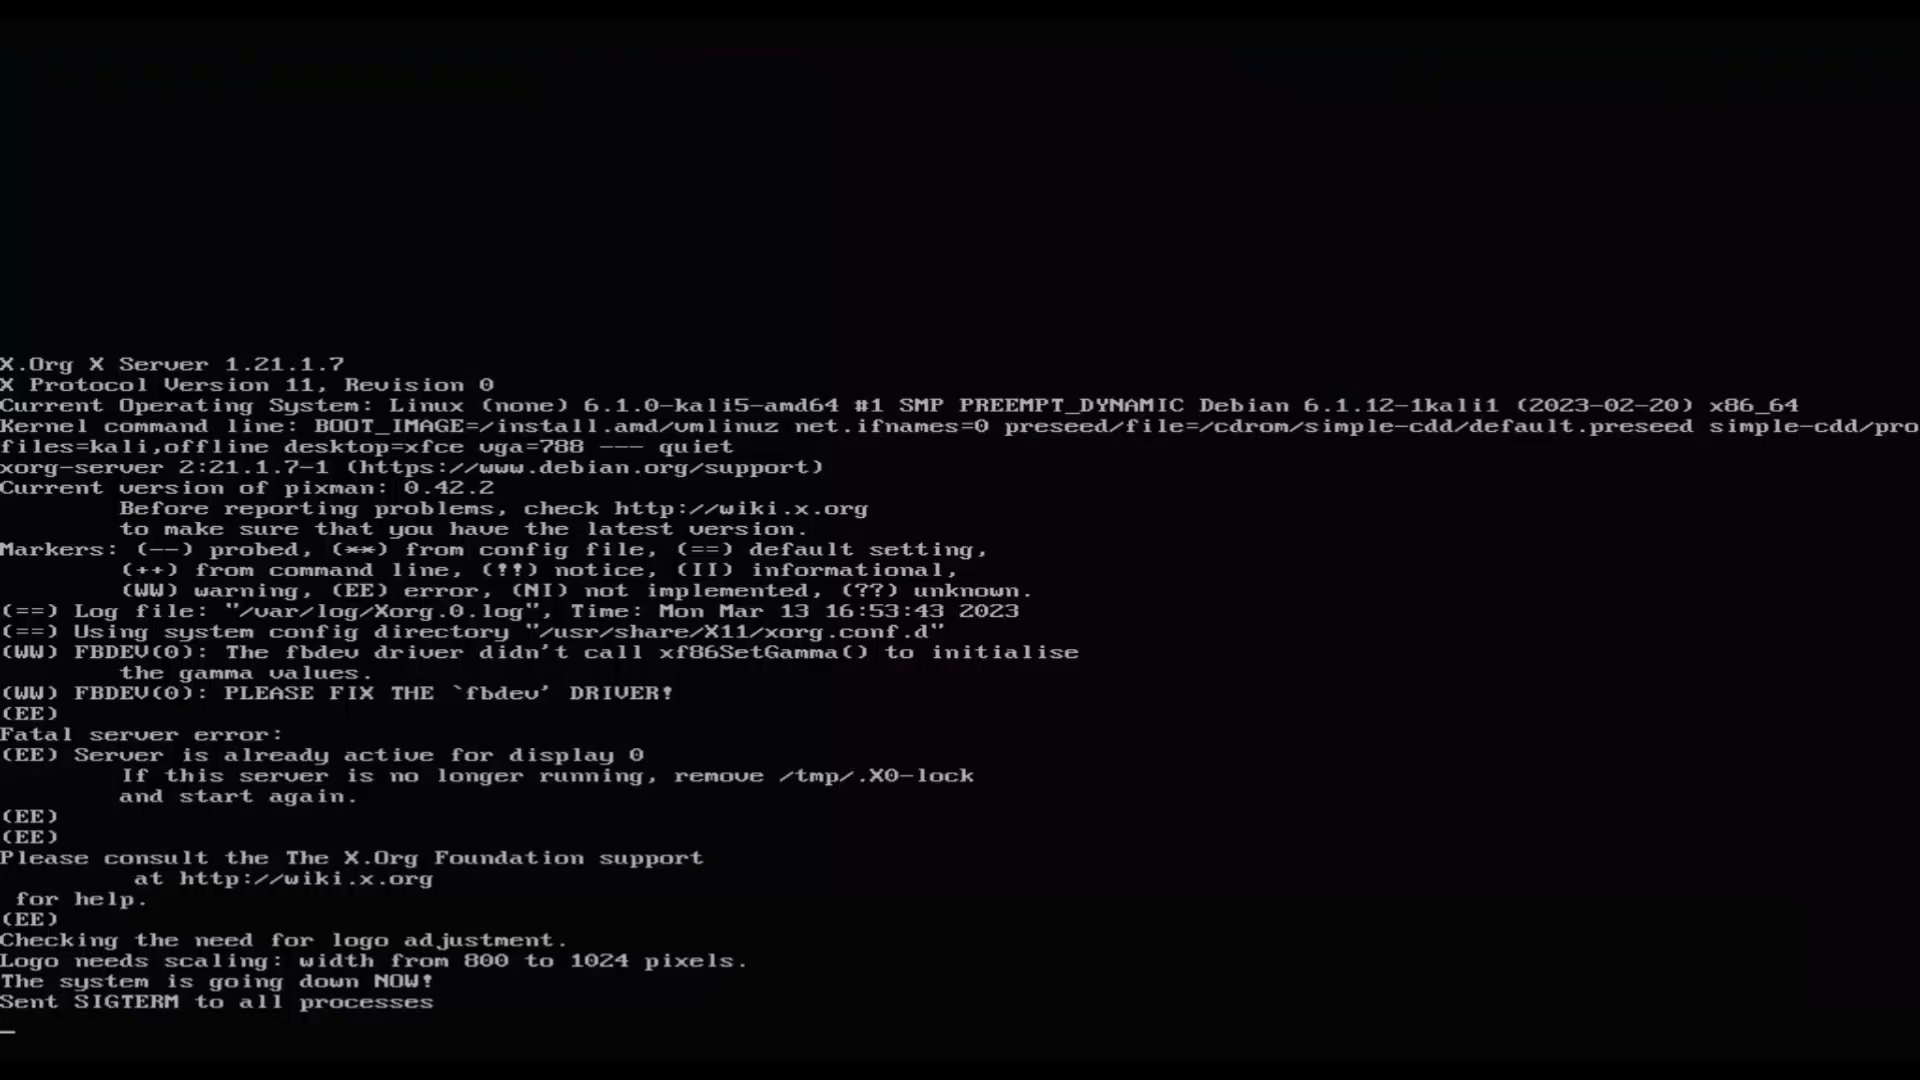 X.Org X Server 1.21.1.7
X Protocol Version 11, Revision 0
Current Operating System: Linux (none) 6.1.0-kali5-amd64 #1 SMP PREEMPT_DYNAMIC Debian 6.1.12-1kali1 (2023-02-20) x86_64
Kernel command line: BOOT_IMAGE=/install.amd/vmlinuz net.ifnames=0 preseed/file=/cdrom/simple-cdd/default.preseed simple-cdd/pro
files=kali,offline desktop=xfce vga=788 --- quiet
xorg-server 2:21.1.7-1 (https://www.debian.org/support)
Current version of pixman: 0.42.2
Before reporting problems, check http://wiki.x.org
to make sure that you have the latest version.
Markers: (--) probed, (**) from config file, (==) default setting,
(++) from command line, (!!) notice, (II) informational,
(WW) warning, (EE) error, (NI) not implemented, (??) unknown.
(==) Log file: "/var/log/Xorg.0.log", Time: Mon Mar 13 16:53:43 2023
(==) Using system config directory "/usr/share/X11/xorg.conf.d"
(WW) FBDEV(0): The fbdev driver didn't call xf86SetGamma() to initialise
the gamma values.
(WW) FBDEV(0): PLEASE FIX THE `fbdev' DRIVER!
(EE)
Fatal server error:
(EE) Server is already active for display 0
If this server is no longer running, remove /tmp/.X0-lock
and start again.
(EE)
(EE)
Please consult the The X.Org Foundation support
at http://wiki.x.org
for help.
(EE)
Checking the need for logo adjustment.
Logo needs scaling: width from 800 to 1024 pixels.
The system is going down NOW!
Sent SIGTERM to all processes
_